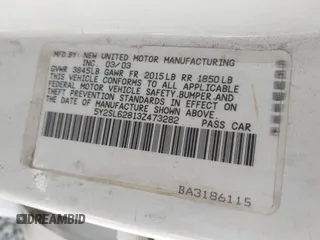 MFD BY: NEW UNITED MOTOR MANUFACTURING
INC. 03/03
GVWR 3845LB GAWR FR 2015LB RR 1850LB
THIS VEHICLE CONFORMS TO ALL APPLICABLE
FEDERAL MOTOR VEHICLE SAFETY, BUMPER, AND
THEFT PREVENTION STANDARDS IN EFFECT ON
THE DATE OF MANUFACTURE SHOWN ABOVE.
5Y2SL62813Z473282 PASS CAR
BA3186115
DREAMBID